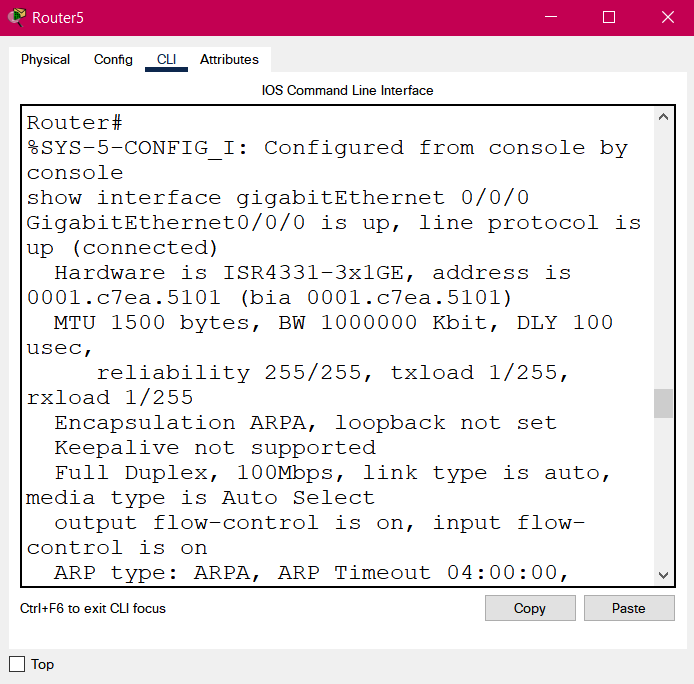 Router5
Physical Config CLI Attributes
IOS Command Line Interface
Router#
%SYS-5-CONFIG_I: Configured from console by
console
show interface gigabitEthernet 0/0/0
GigabitEthernet0/0/0 is up, line protocol is
up (connected)
Hardware is ISR4331-3x1GE, address is
0001.c7ea.5101 (bia 0001.c7ea.5101)
MTU 1500 bytes, BW 1000000 Kbit, DLY 100
usec,
reliability 255/255, txload 1/255,
rxload 1/255
Encapsulation ARPA, loopback not set
Keepalive not supported
Full Duplex, 100Mbps, link type is auto,
media type is Auto Select
output flow-control is on, input flow-
control is on
ARP type: ARPA, ARP Timeout 04:00:00,
Ctrl+F6 to exit CLI focus
Copy Paste
Top